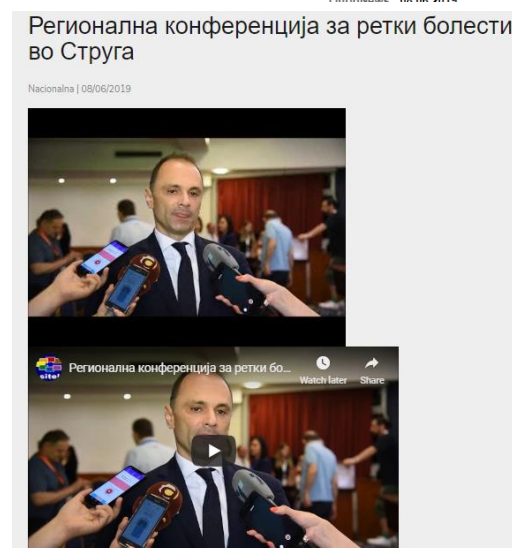 Регионална конференција за ретки болести
во Струга
Nacionalna | 08/06/2019
Регионална конференција за ретки бо...
Watch later
Share
site!